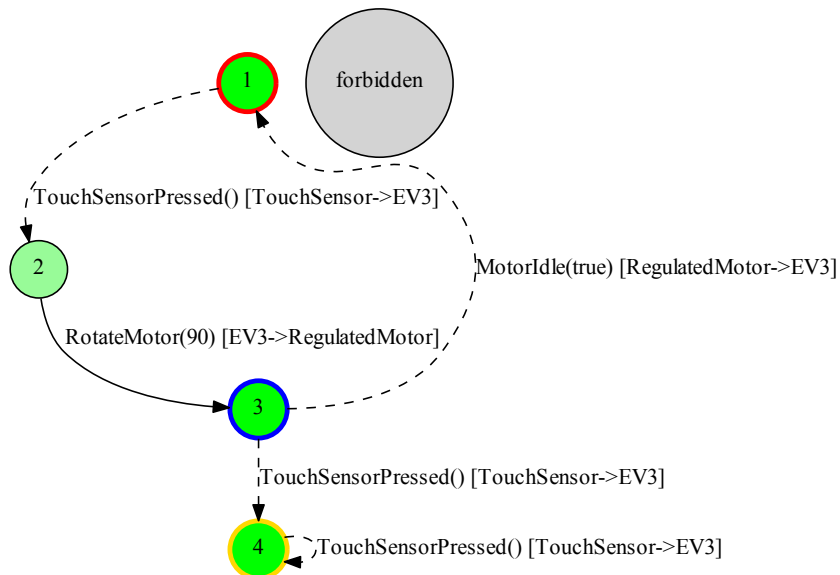 1
forbidden
TouchSensorPressed() [TouchSensor->EV3]
2
MotorIdle(true) [RegulatedMotor->EV3]
RotateMotor(90) [EV3->RegulatedMotor]
3
TouchSensorPressed() [TouchSensor->EV3]
4
TouchSensorPressed() [TouchSensor->EV3]